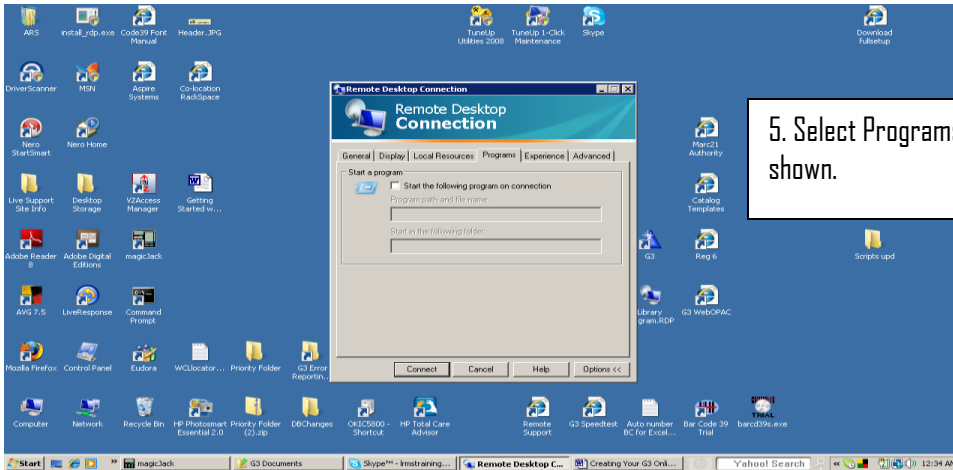 ARS
install_rdp.exe
Code39 Font
Manual
Header.JPG
TuneUp
Utilities 2008
TuneUp 1-Click
Maintenance
Skype
Download
fullsetup
DriverScanner
MSN
Aspire
Systems
Co-location
RackSpace
Remote Desktop Connection
Remote Desktop
Connection
General
Display
Local Resources
Programs
Experience
Advanced
Start a program
Start the following program on connection
Program path and file name:
Start in the following folder:
Connect
Cancel
Help
Options <<
5. Select Programs
shown.
Nero
StartSmart
Nero Home
Marc21
Authority
Live Support
Site Info
Desktop
Storage
VZAccess
Manager
Getting
Started w...
Catalog
Templates
Adobe Reader
8
Adobe Digital
Editions
magicJack
G3
Reg 6
Scripts upd
AVG 7.5
LiveResponse
Command
Prompt
Library
gram.RDP
G3 WebOPAC
Mozilla Firefox
Control Panel
Eudora
WCLlocator...
Priority Folder
G3 Error
Reportin...
Computer
Network
Recycle Bin
HP Photosmart
Essential 2.0
Priority Folder
(2).zip
DBChanges
OKIC5800 -
Shortcut
HP Total Care
Advisor
Remote
Support
G3 Speedtest
Auto number
BC for Excel...
Bar Code 39
Trial
TRIAL
barcd39s.exe
Start
magicJack
G3 Documents
Skype™ - lmstraining...
Remote Desktop C...
Creating Your G3 Onli...
Yahoo! Search
12:34 AM